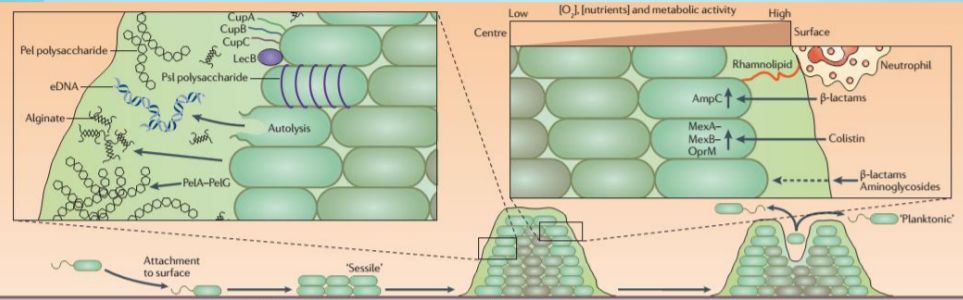 CupA
CupB
CupC
LecB
Pel polysaccharide
Psl polysaccharide
eDNA
Alginate
Autolysis
PelA–PelG
Low
[O₂], [nutrients] and metabolic activity
High
Centre
Surface
Rhamnolipid
Neutrophil
AmpC
β-lactams
MexA–
MexB–
OprM
Colistin
β-lactams
Aminoglycosides
Attachment
to surface
'Sessile'
'Planktonic'